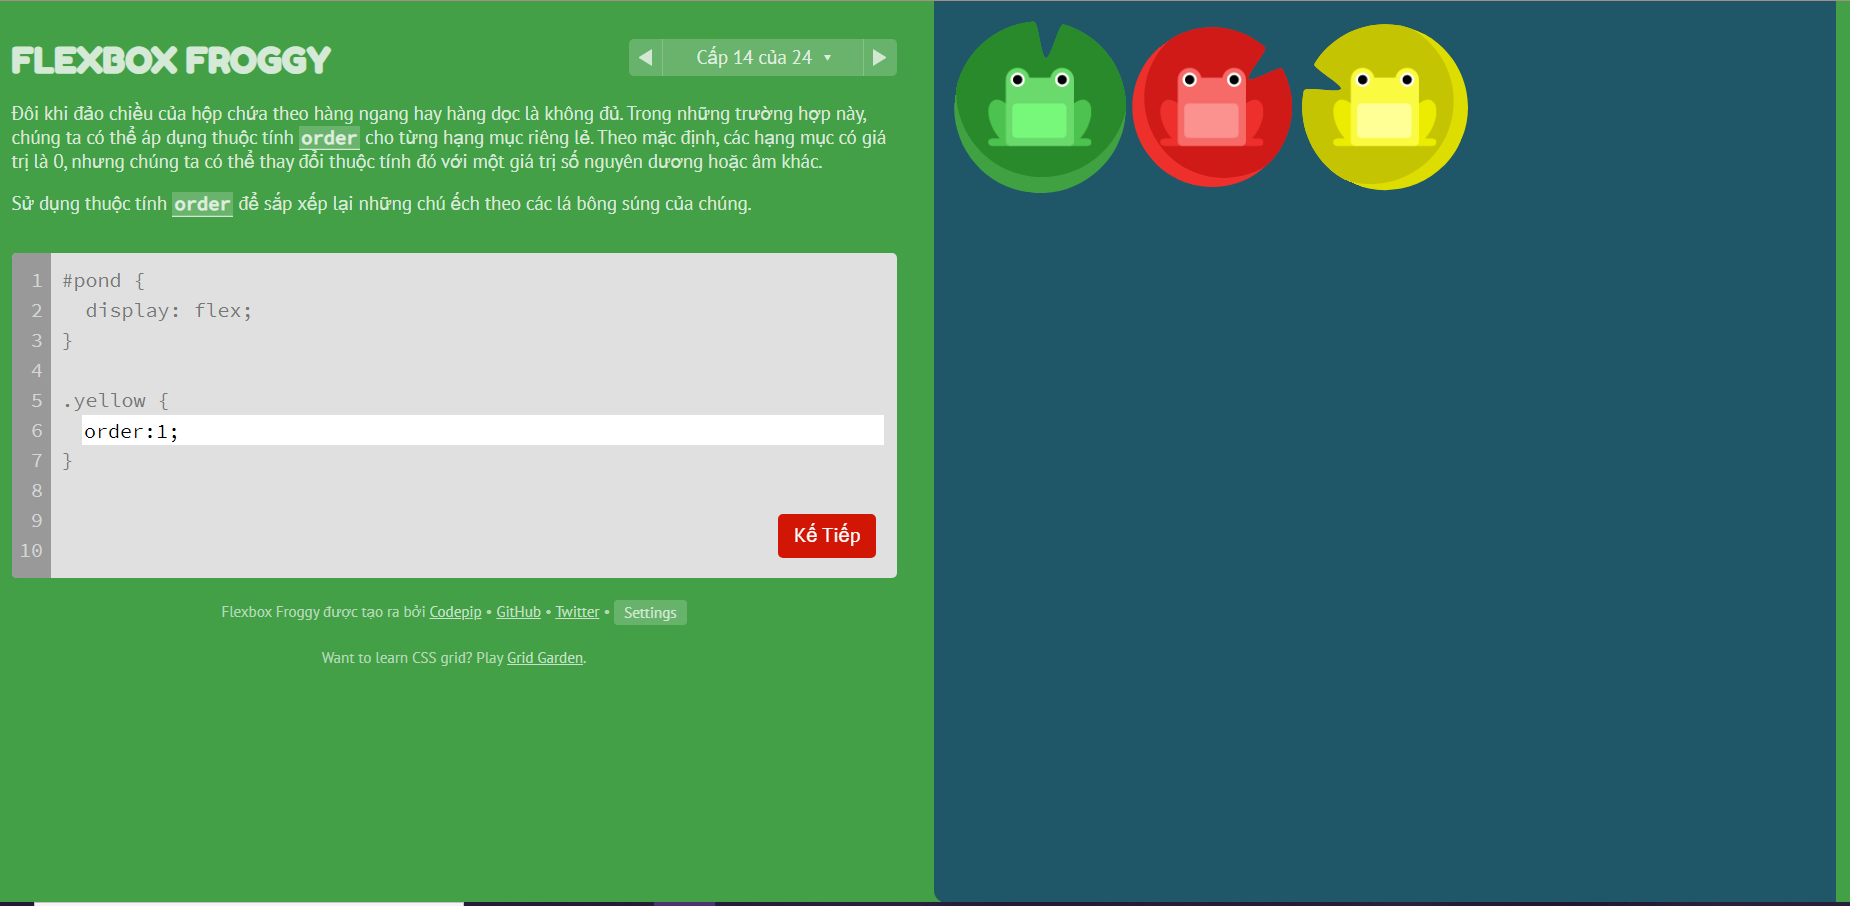 FLEXBOX FROGGY
Cấp 14 của 24
Đôi khi đảo chiều của hộp chứa theo hàng ngang hay hàng dọc là không đủ. Trong những trường hợp này,
chúng ta có thể áp dụng thuộc tính order cho từng hạng mục riêng lẻ. Theo mặc định, các hạng mục có giá
trị là 0, nhưng chúng ta có thể thay đổi thuộc tính đó với một giá trị số nguyên dương hoặc âm khác.
Sử dụng thuộc tính order để sắp xếp lại những chú ếch theo các lá bông súng của chúng.
1 #pond {
2 display: flex;
3 }
4
5 .yellow {
6 order:1;
7 }
8
9
10
Kế Tiếp
Flexbox Froggy được tạo ra bởi Codepip • GitHub • Twitter • Settings
Want to learn CSS grid? Play Grid Garden.